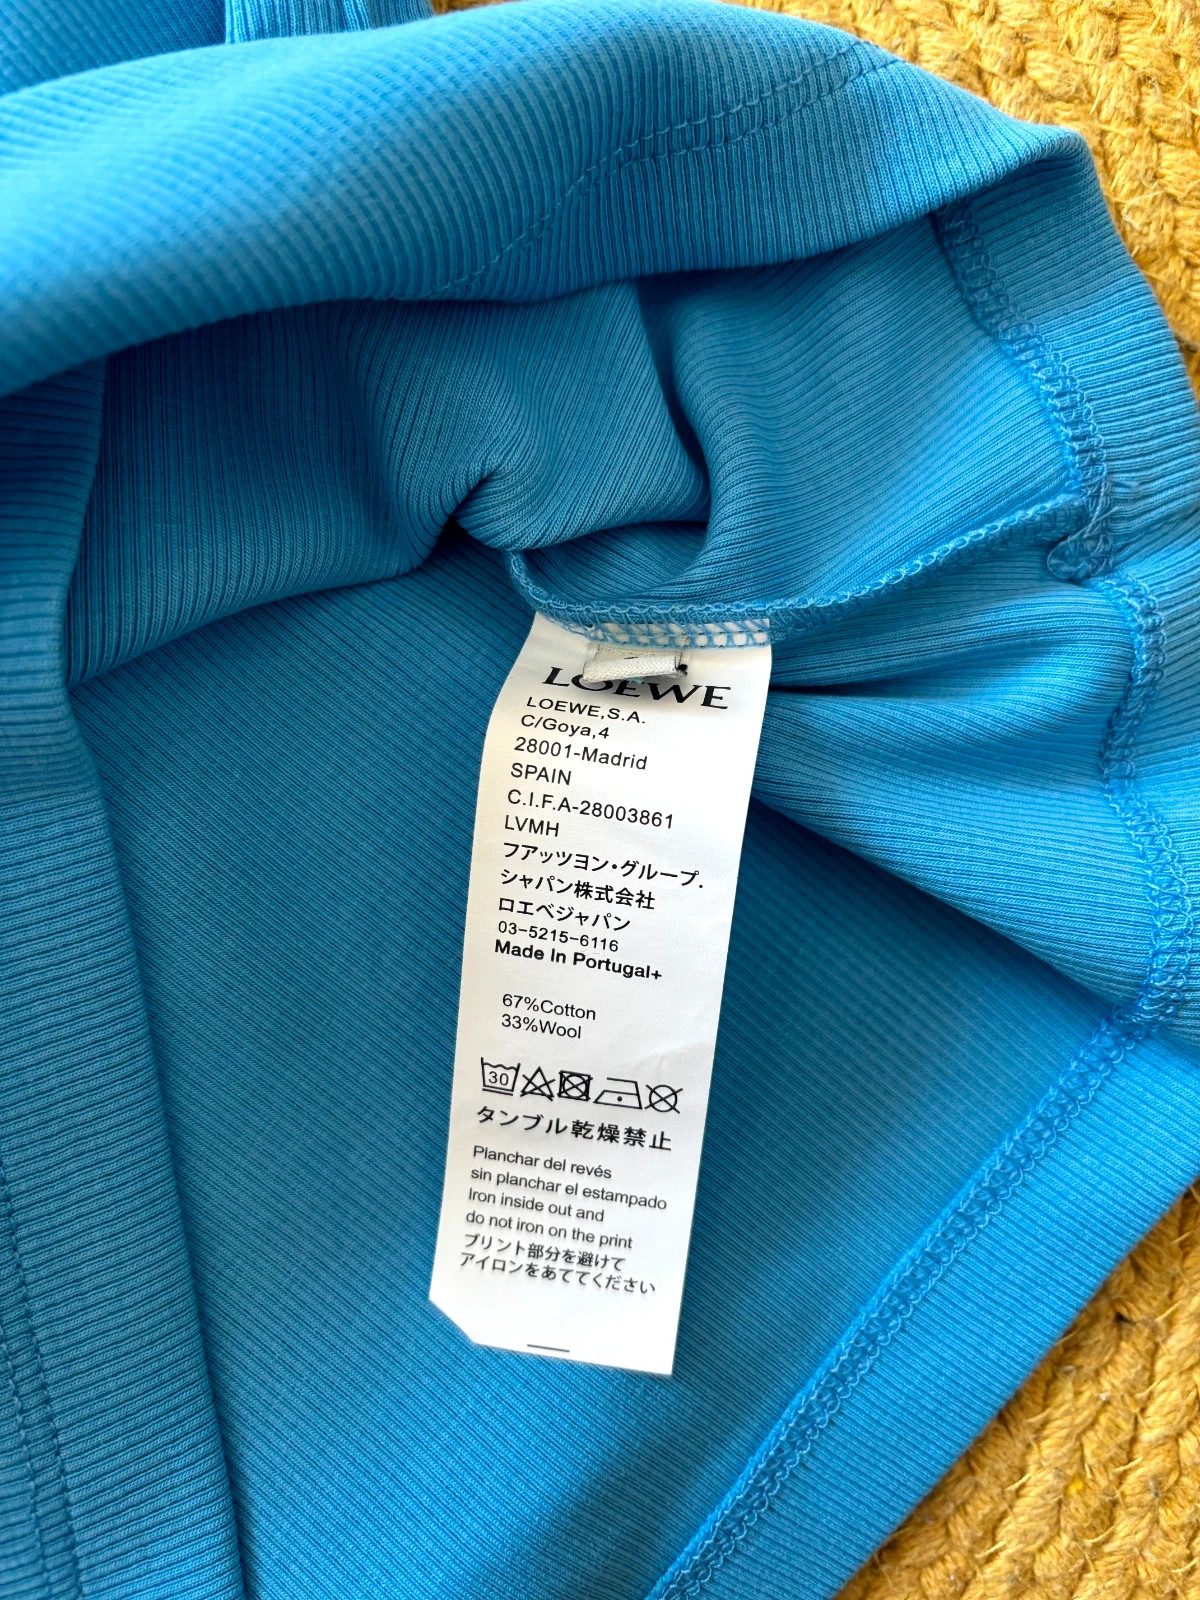 LOEWE
LOEWE,S.A.
C/Goya,4
28001-Madrid
SPAIN
C.I.F.A-28003861
LVMH
フアッツヨン・グループ.
シャパン株式会社
ロエベジャパン
03-5215-6116
Made In Portugal+
67%Cotton
33%Wool
30
タンブル乾燥禁止
Planchar del revés
sin planchar el estampado
Iron inside out and
do not iron on the print
プリント部分を避けて
アイロンをあててください